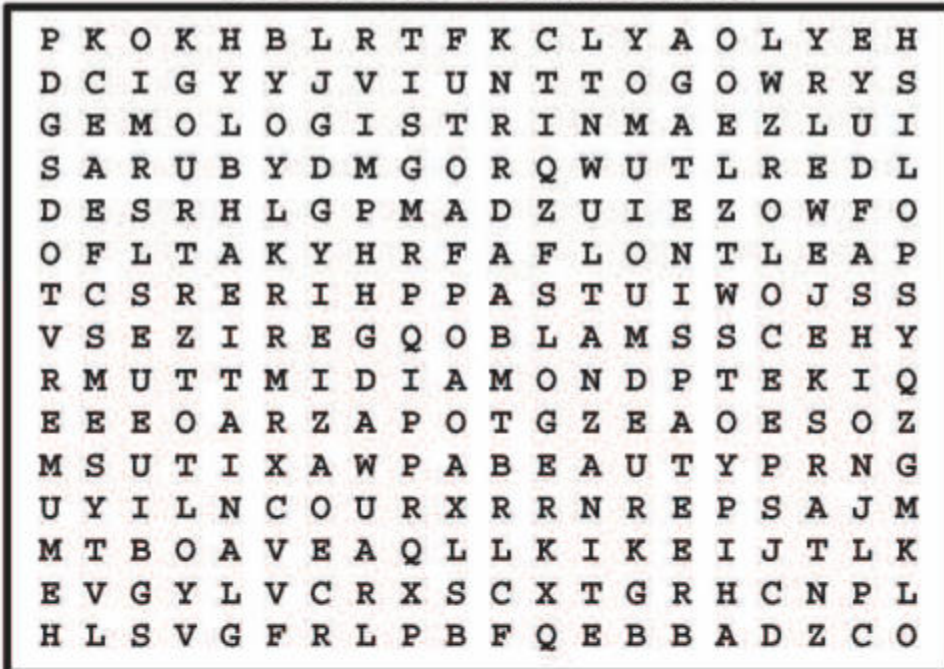 P K O K H B L R T F K C L Y A O L Y E H
D C I G Y Y J V I U N T T O G O W R Y S
G E M O L O G I S T R I N M A E Z L U I
S A R U B Y D M G O R Q W U T L R E D L
D E S R H L G P M A D Z U I E Z O W F O
O F L T A K Y H R F A F L O N T L E A P
T C S R E R I H P P A S T U I W O J S S
V S E Z I R E G Q O B L A M S S C E H Y
R M U T T M I D I A M O N D P T E K I Q
E E E O A R Z A P O T G Z E A O E S O Z
M S U T I X A W P A B E A U T Y P R N G
U Y I L N C O U R X R R N R E P S A J M
M T B O A V E A Q L L K I K E I J T L K
E V G Y L V C R X S C X T G R H C N P L
H L S V G F R L P B F Q E B B A D Z C O